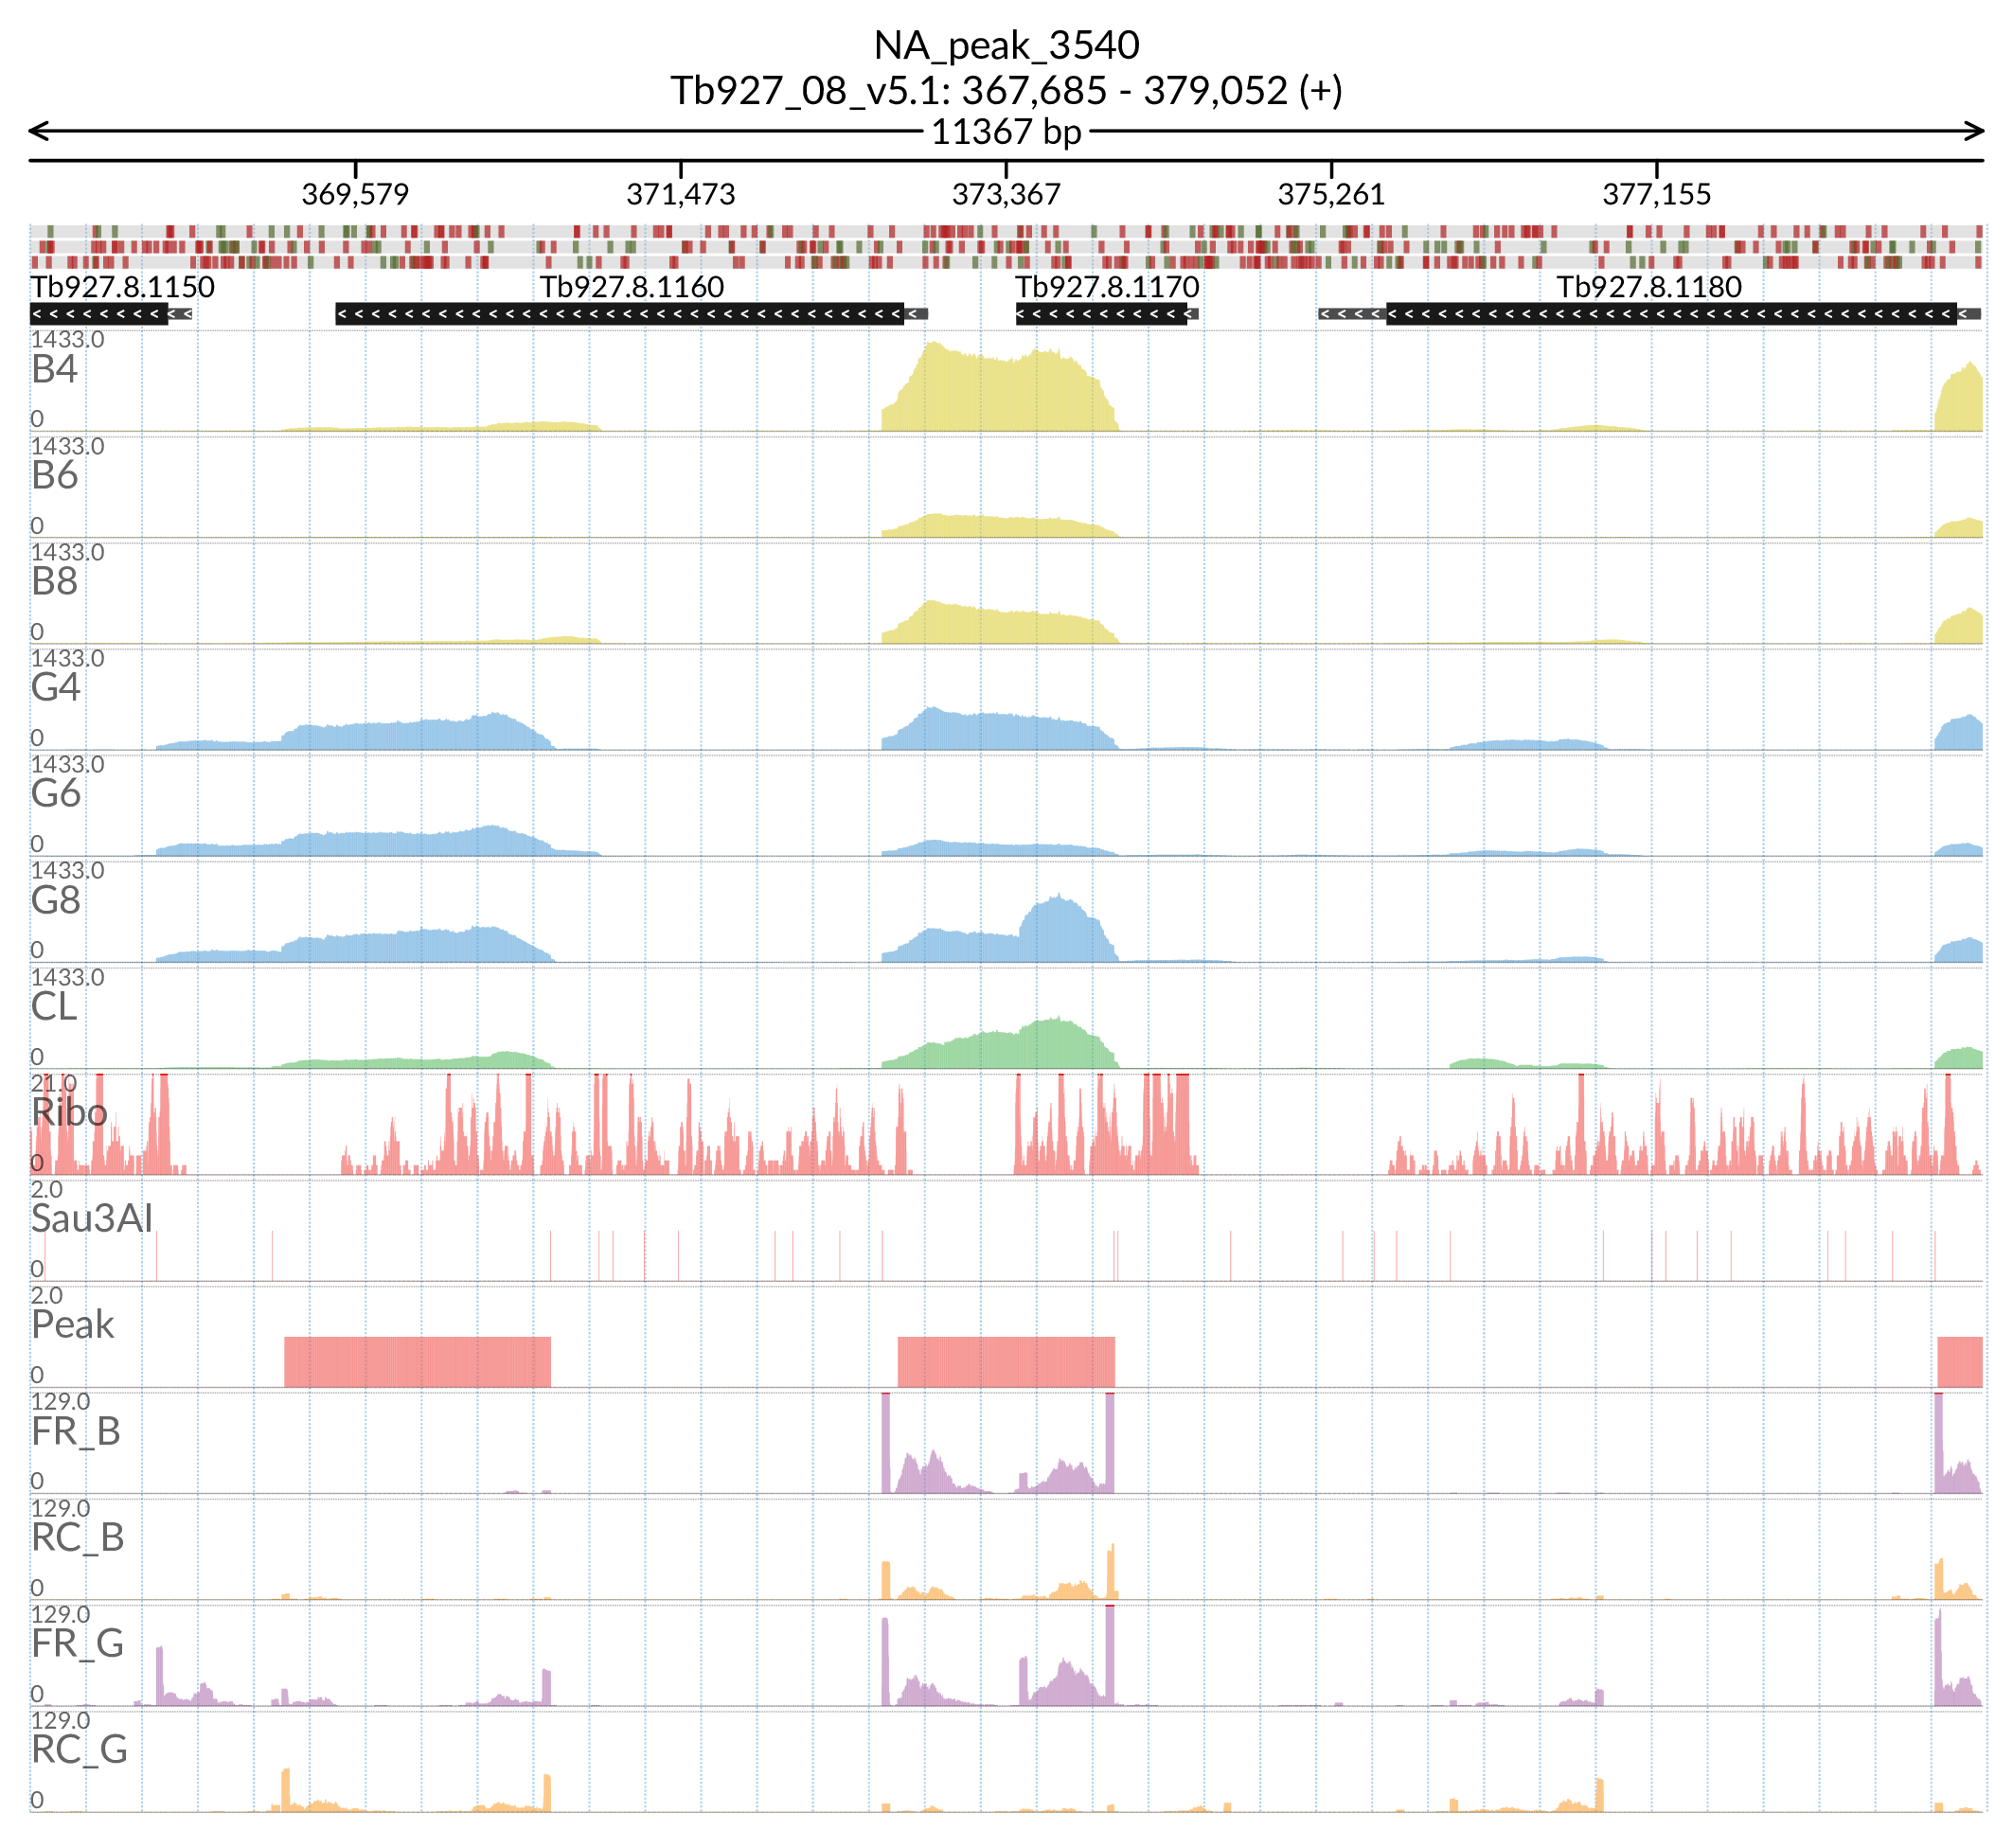 NA_peak_3540
Tb927_08_v5.1: 367,685 - 379,052 (+)
11367 bp
369,579 371,473 373,367 375,261 377,155
Tb927.8.1150 Tb927.8.1160 Tb927.8.1170 Tb927.8.1180
1433.0
B4
0
1433.0
B6
0
1433.0
B8
0
1433.0
G4
0
1433.0
G6
0
1433.0
G8
0
1433.0
CL
0
21.0
Ribo
0
2.0
Sau3AI
0
2.0
Peak
0
129.0
FR_B
0
129.0
RC_B
0
129.0
FR_G
0
129.0
RC_G
0